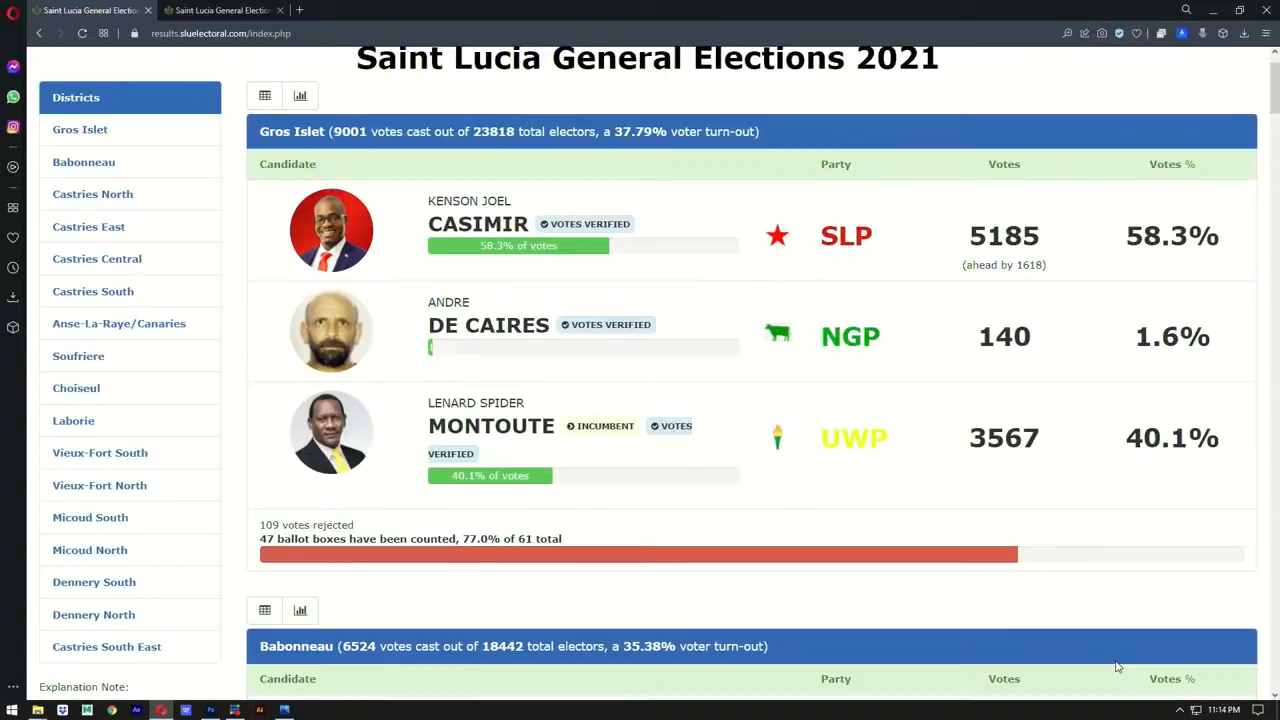 Saint Lucia General Elections 2021
Saint Lucia General Election
results.sluelectoral.com/index.php
Saint Lucia General Elections 2021
Districts
Gros Islet
Babonneau
Castries North
Castries East
Castries Central
Castries South
Anse-La-Raye/Canaries
Soufriere
Choiseul
Laborie
Vieux-Fort South
Vieux-Fort North
Micoud South
Micoud North
Dennery South
Dennery North
Castries South East
Explanation Note:
Gros Islet (9001 votes cast out of 23818 total electors, a 37.79% voter turn-out)
Candidate Party Votes Votes %
KENSON JOEL
CASIMIR VOTES VERIFIED
58.3% of votes
SLP 5185 58.3%
(ahead by 1618)
ANDRE
DE CAIRES VOTES VERIFIED
NGP 140 1.6%
LENARD SPIDER
MONTOUTE INCUMBENT VOTES
VERIFIED
40.1% of votes
UWP 3567 40.1%
109 votes rejected
47 ballot boxes have been counted, 77.0% of 61 total
Babonneau (6524 votes cast out of 18442 total electors, a 35.38% voter turn-out)
Candidate Party Votes Votes %
11:14 PM